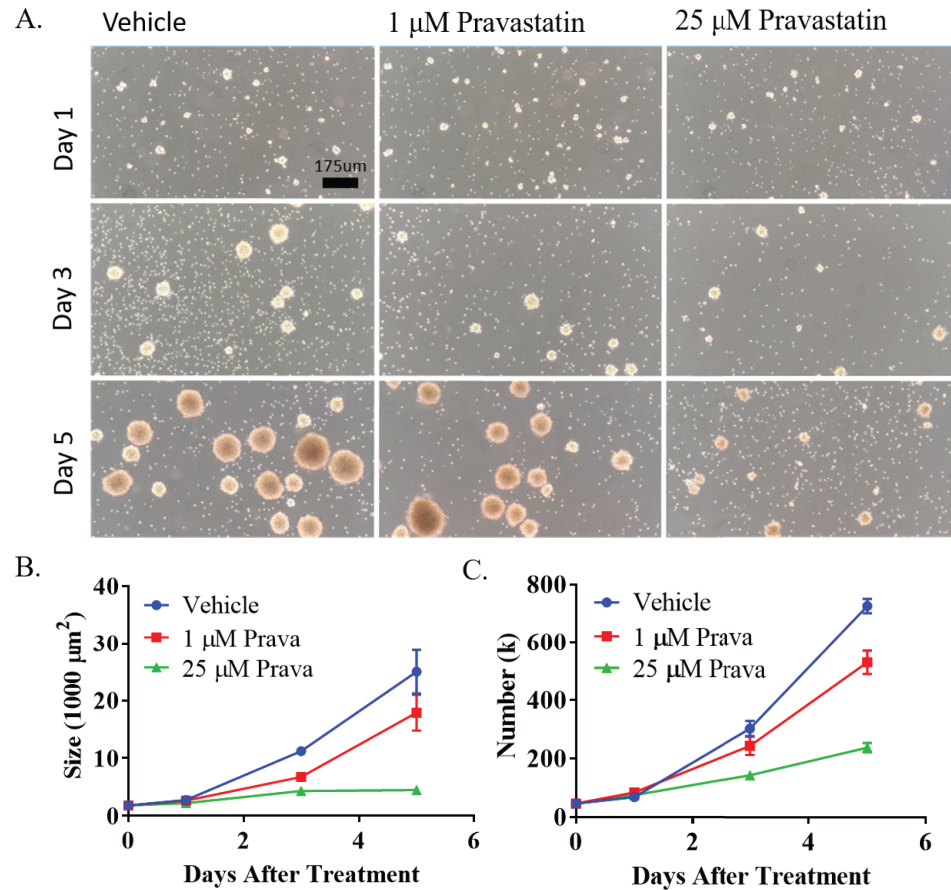 A.
Vehicle
1 μM Pravastatin
25 μM Pravastatin
Day 1
175um
Day 3
Day 5
B.
Size (1000 μm²)
40
30
20
10
0
Vehicle
1 μM Prava
25 μM Prava
0 2 4 6
Days After Treatment
C.
Number (k)
800
600
400
200
0
Vehicle
1 μM Prava
25 μM Prava
0 2 4 6
Days After Treatment